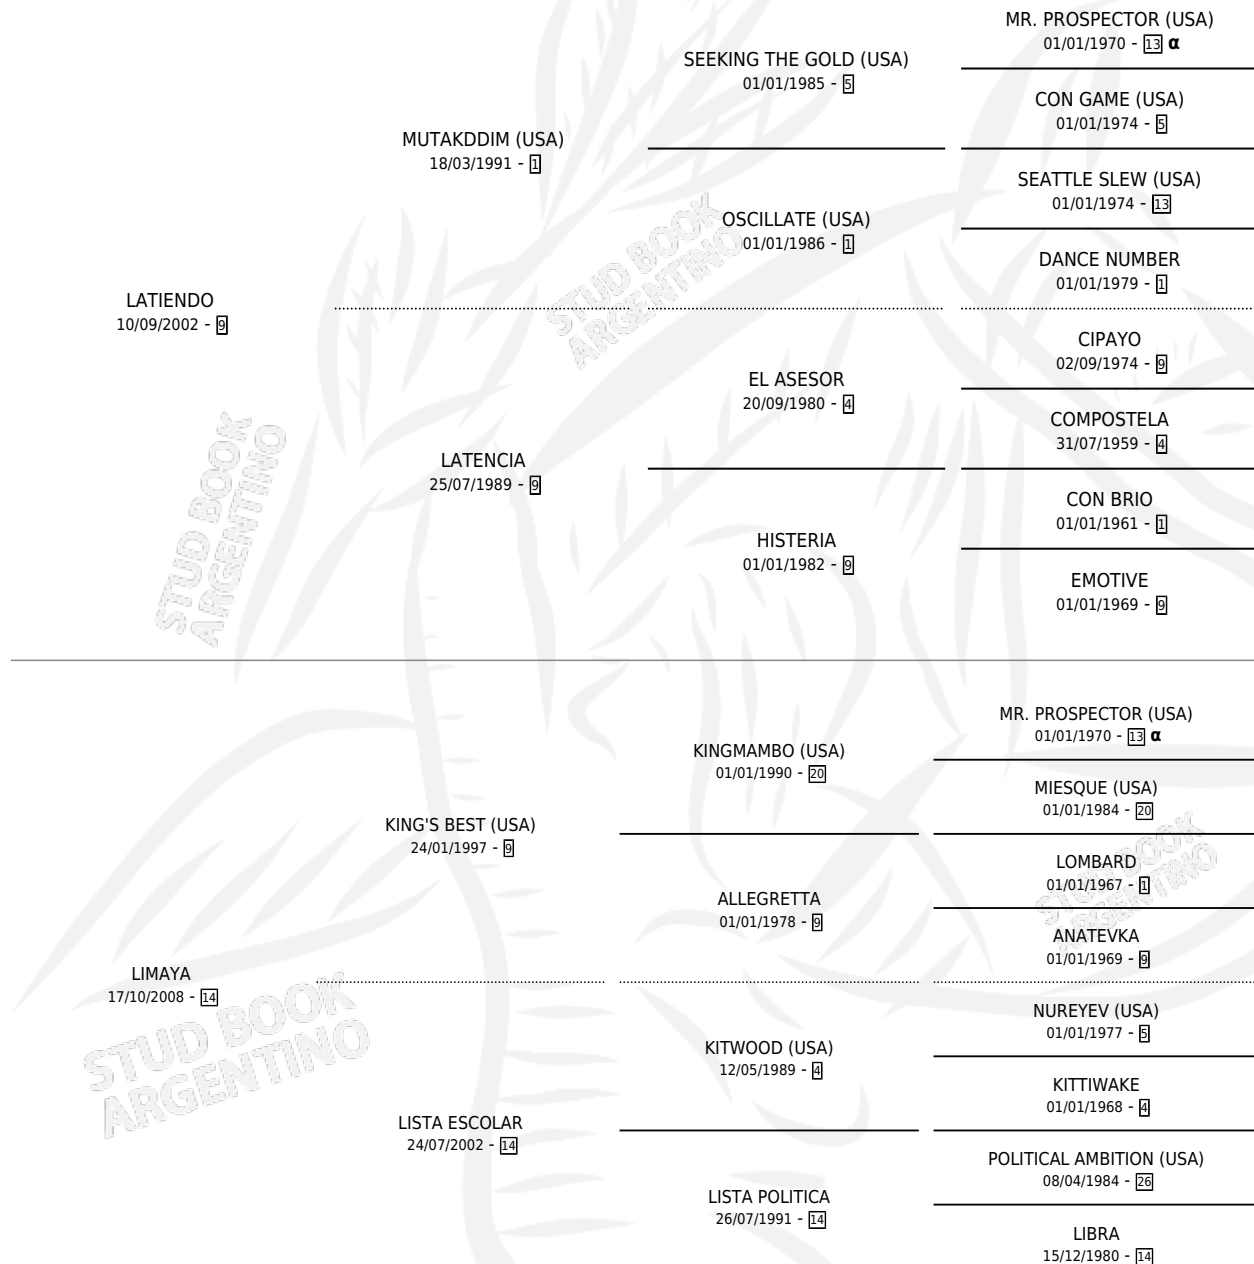 MR. PROSPECTOR (USA)
01/01/1970 - 13 α
SEEKING THE GOLD (USA)
01/01/1985 - 5
CON GAME (USA)
01/01/1974 - 5
MUTAKDDIM (USA)
18/03/1991 - 1
SEATTLE SLEW (USA)
01/01/1974 - 13
OSCILLATE (USA)
01/01/1986 - 1
DANCE NUMBER
01/01/1979 - 1
LATIENDO
10/09/2002 - 9
CIPAYO
02/09/1974 - 9
EL ASESOR
20/09/1980 - 4
COMPOSTELA
31/07/1959 - 4
LATENCIA
25/07/1989 - 9
CON BRIO
01/01/1961 - 1
HISTERIA
01/01/1982 - 9
EMOTIVE
01/01/1969 - 9
STUD BOOK
ARGENTINO
STUD BOOK
ARGENTINO
MR. PROSPECTOR (USA)
01/01/1970 - 13 α
KINGMAMBO (USA)
01/01/1990 - 20
MIESQUE (USA)
01/01/1984 - 20
KING'S BEST (USA)
24/01/1997 - 9
LOMBARD
01/01/1967 - 1
ALLEGRETTA
01/01/1978 - 9
ANATEVKA
01/01/1969 - 9
LIMAYA
17/10/2008 - 14
NUREYEV (USA)
01/01/1977 - 5
KITWOOD (USA)
12/05/1989 - 4
KITTIWAKE
01/01/1968 - 4
LISTA ESCOLAR
24/07/2002 - 14
POLITICAL AMBITION (USA)
08/04/1984 - 26
LISTA POLITICA
26/07/1991 - 14
LIBRA
15/12/1980 - 14
STUD BOOK
ARGENTINO
STUD BOOK
ARGENTINO